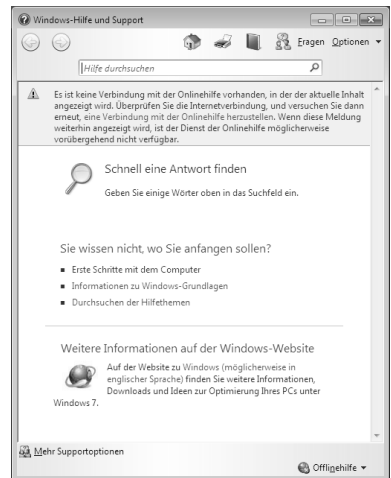 Windows-Hilfe und Support
Fragen Optionen
Hilfe durchsuchen
Es ist keine Verbindung mit der Onlinehilfe vorhanden, in der der aktuelle Inhalt
angezeigt wird. Überprüfen Sie die Internetverbindung, und versuchen Sie dann
erneut, eine Verbindung mit der Onlinehilfe herzustellen. Wenn diese Meldung
weiterhin angezeigt wird, ist der Dienst der Onlinehilfe möglicherweise
vorübergehend nicht verfügbar.
Schnell eine Antwort finden
Geben Sie einige Wörter oben in das Suchfeld ein.
Sie wissen nicht, wo Sie anfangen sollen?
Erste Schritte mit dem Computer
Informationen zu Windows-Grundlagen
Durchsuchen der Hilfethemen
Weitere Informationen auf der Windows-Website
Auf der Website zu Windows (möglicherweise in
englischer Sprache) finden Sie weitere Informationen,
Downloads und Ideen zur Optimierung Ihres PCs unter
Windows 7.
Mehr Supportoptionen
Offlinehilfe